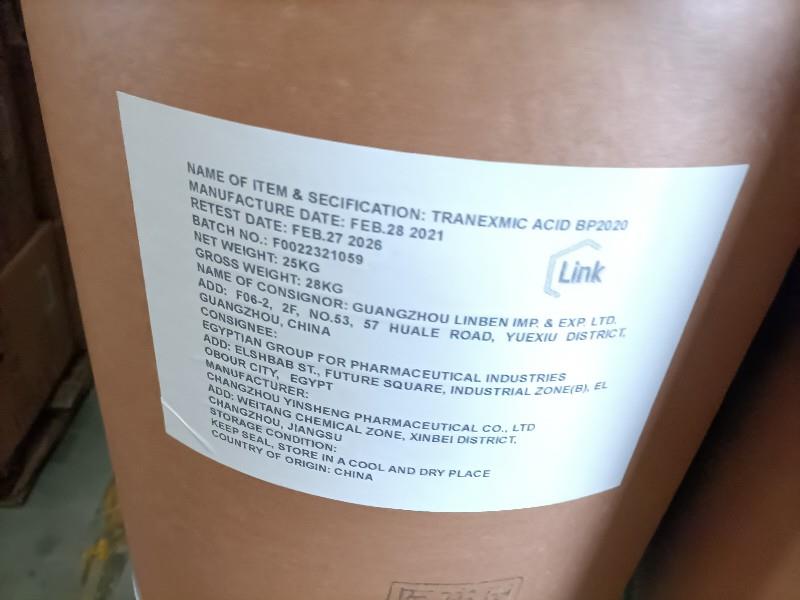 NAME OF ITEM & SECIFICATION: TRANEXMIC ACID BP2020
MANUFACTURE DATE: FEB.28 2021
RETEST DATE: FEB.27 2026
BATCH NO.: F0022321059
NET WEIGHT: 25KG
GROSS WEIGHT: 28KG
NAME OF CONSIGNOR: GUANGZHOU LINBEN IMP. & EXP. LTD.
ADD: F06-2, 2F, NO.53, 57 HUALE ROAD, YUEXIU DISTRICT,
GUANGZHOU, CHINA
CONSIGNEE:
EGYPTIAN GROUP FOR PHARMACEUTICAL INDUSTRIES
ADD: ELSHBAB ST., FUTURE SQUARE, INDUSTRIAL ZONE(B), EL
OBOUR CITY, EGYPT
MANUFACTURER:
CHANGZHOU YINSHENG PHARMACEUTICAL CO., LTD
ADD: WEITANG CHEMICAL ZONE, XINBEI DISTRICT,
CHANGZHOU, JIANGSU
STORAGE CONDITION:
KEEP SEAL, STORE IN A COOL AND DRY PLACE
COUNTRY OF ORIGIN: CHINA
Link